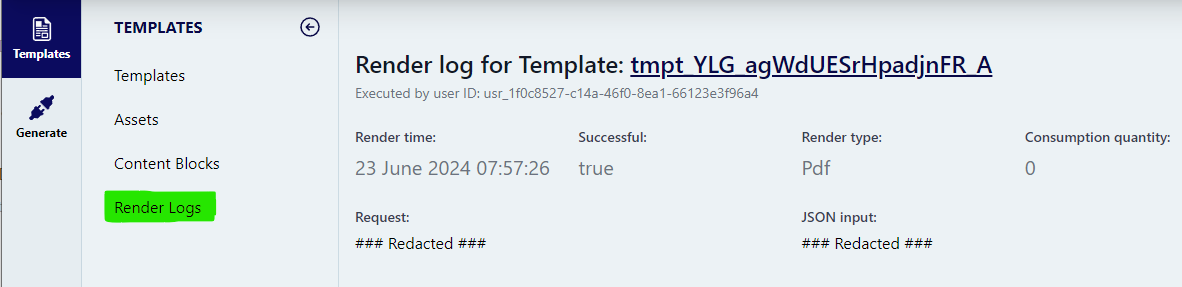 Templates
Generate
TEMPLATES
Templates
Assets
Content Blocks
Render Logs
Render log for Template: tmpt_YLG_agWdUESrHpadjnFR_A
Executed by user ID: usr_1f0c8527-c14a-46f0-8ea1-66123e3f96a4
Render time: Successful: Render type: Consumption quantity:
23 June 2024 07:57:26 true Pdf 0
Request: JSON input:
### Redacted ### ### Redacted ###